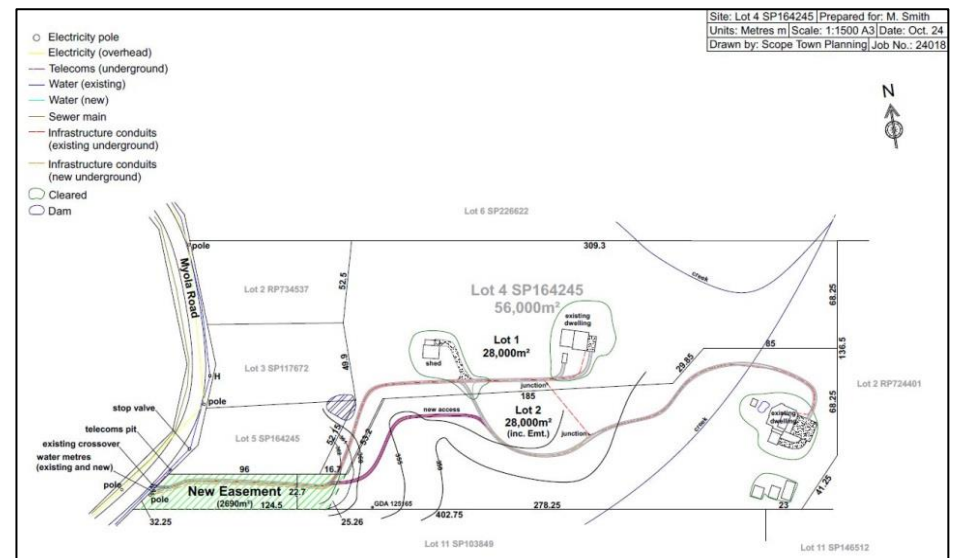 Site: Lot 4 SP164245 Prepared for: M. Smith
Units: Metres m Scale: 1:1500 A3 Date: Oct. 24
Drawn by: Scope Town Planning Job No.: 24018
Electricity pole
Electricity (overhead)
Telecoms (underground)
Water (existing)
Water (new)
Sewer main
Infrastructure conduits
(existing underground)
Infrastructure conduits
(new underground)
Cleared
Dam
N
Lot 6 SP226622
pole
309.3
Myola Road
Lot 2 RP734537
52.5
creek
Lot 4 SP164245
56,000m²
68.25
existing
dwelling
Lot 1
28,000m²
shed
85
136.5
Lot 3 SP117672
49.9
29.85
H
junction
185
Lot 2 RP724401
pole
stop valve
new access
Lot 2
28,000m²
(inc. Emt.)
68.25
creek
existing
dwelling
telecoms pit
Lot 5 SP164245
52.15
53.2
junction
existing crossover
water metres
(existing and new)
96
16.7
355
41.25
pole
New Easement
(2690m²)
22.7
124.5
pole
GDA 125165
278.25
23
32.25
25.26
402.75
Lot 11 SP103849
Lot 11 SP146512